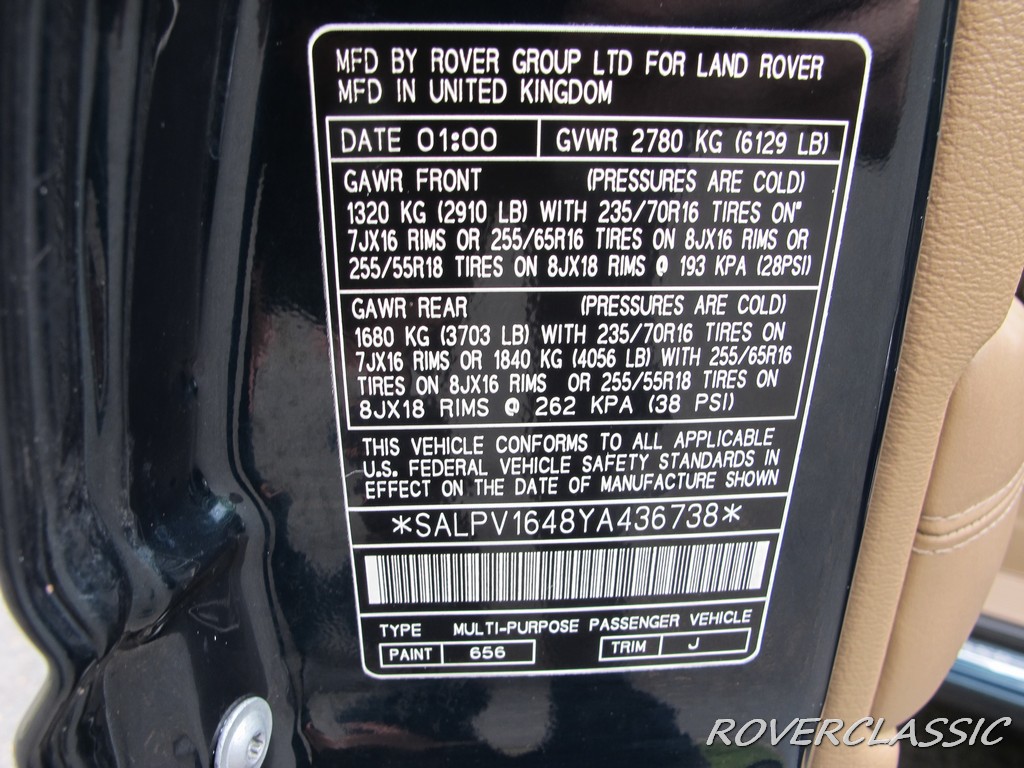 MFD BY ROVER GROUP LTD FOR LAND ROVER
MFD IN UNITED KINGDOM
DATE 01:00 GVWR 2780 KG (6129 LB)
GAWR FRONT (PRESSURES ARE COLD)
1320 KG (2910 LB) WITH 235/70R16 TIRES ON"
7JX16 RIMS OR 255/65R16 TIRES ON 8JX16 RIMS OR
255/55R18 TIRES ON 8JX18 RIMS @ 193 KPA (28PSI)
GAWR REAR (PRESSURES ARE COLD)
1680 KG (3703 LB) WITH 235/70R16 TIRES ON
7JX16 RIMS OR 1840 KG (4056 LB) WITH 255/65R16
TIRES ON 8JX16 RIMS OR 255/55R18 TIRES ON
8JX18 RIMS @ 262 KPA (38 PSI)
THIS VEHICLE CONFORMS TO ALL APPLICABLE
U.S. FEDERAL VEHICLE SAFETY STANDARDS IN
EFFECT ON THE DATE OF MANUFACTURE SHOWN
*SALPV1648YA436738*
TYPE MULTI-PURPOSE PASSENGER VEHICLE
PAINT 656 TRIM J
ROVERCLASSIC